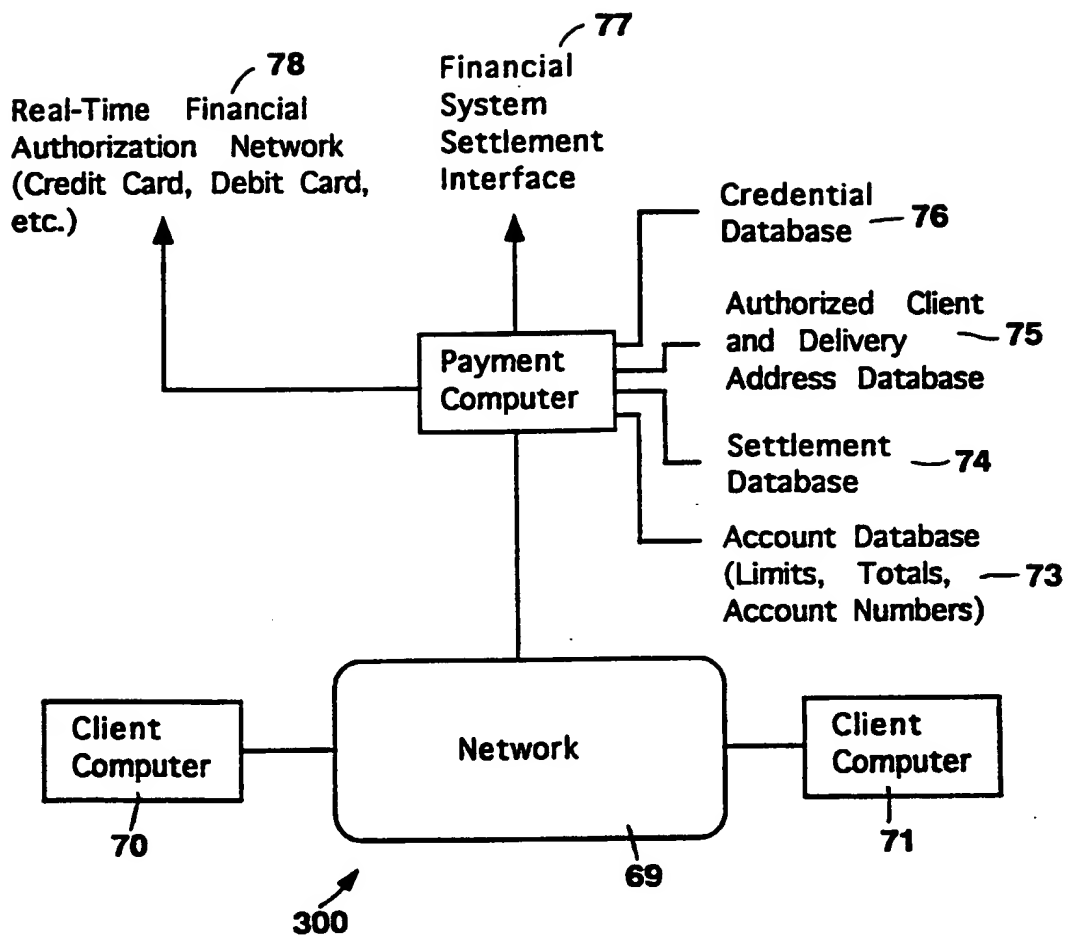 77
78
Real-Time Financial
Authorization Network
(Credit Card, Debit Card,
etc.)
Financial
System
Settlement
Interface
Credential
Database
76
Authorized Client
and Delivery
Address Database
75
Payment
Computer
Settlement
Database
74
Account Database
(Limits, Totals,
Account Numbers)
73
Client
Computer
70
Network
69
Client
Computer
71
300